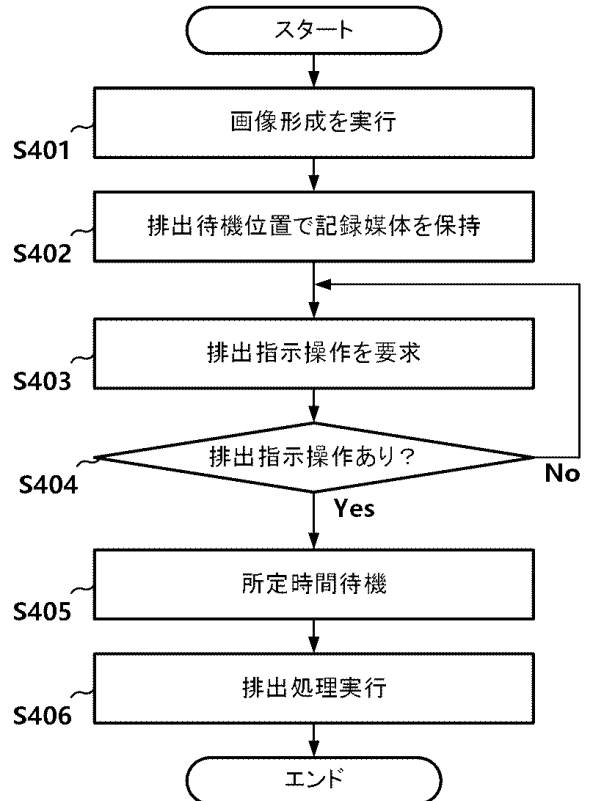 スタート
画像形成を実行
S401
排出待機位置で記録媒体を保持
S402
排出指示操作を要求
S403
排出指示操作あり？
S404
No
Yes
所定時間待機
S405
排出処理実行
S406
エンド